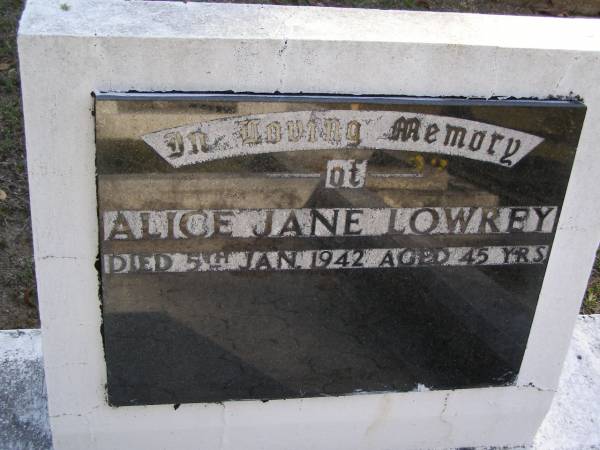 In Loving Memory
of
ALICE JANE LOWREY
DIED 5TH JAN. 1942 AGED 45 YRS